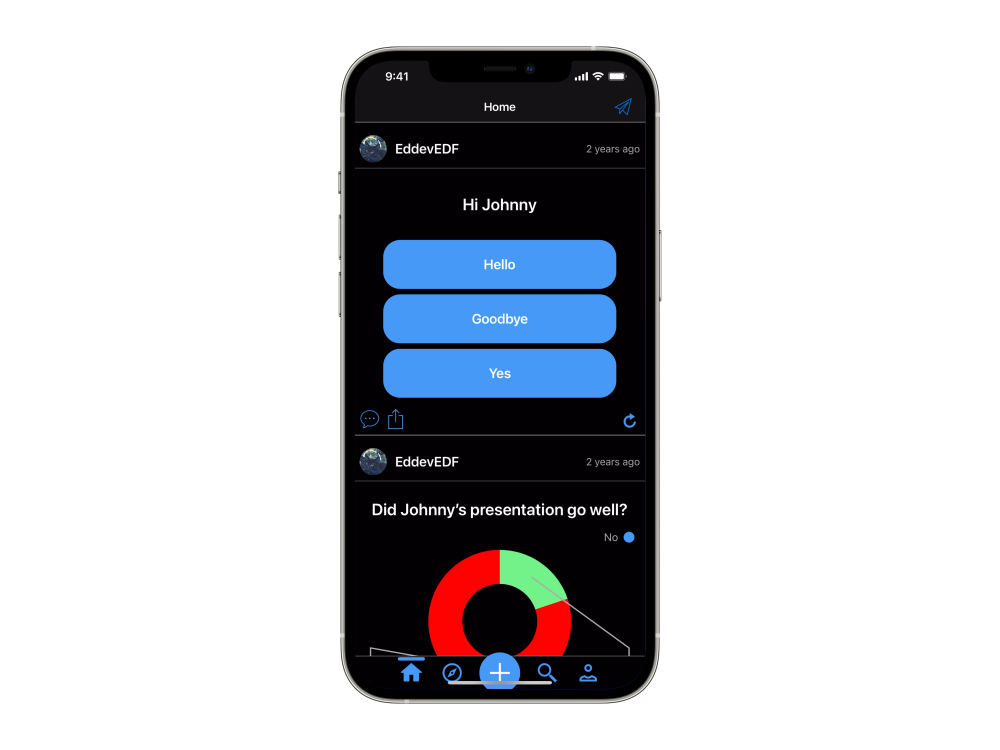 9:41
Home
EddevEDF
2 years ago
Hi Johnny
Hello
Goodbye
Yes
EddevEDF
2 years ago
Did Johnny’s presentation go well?
No